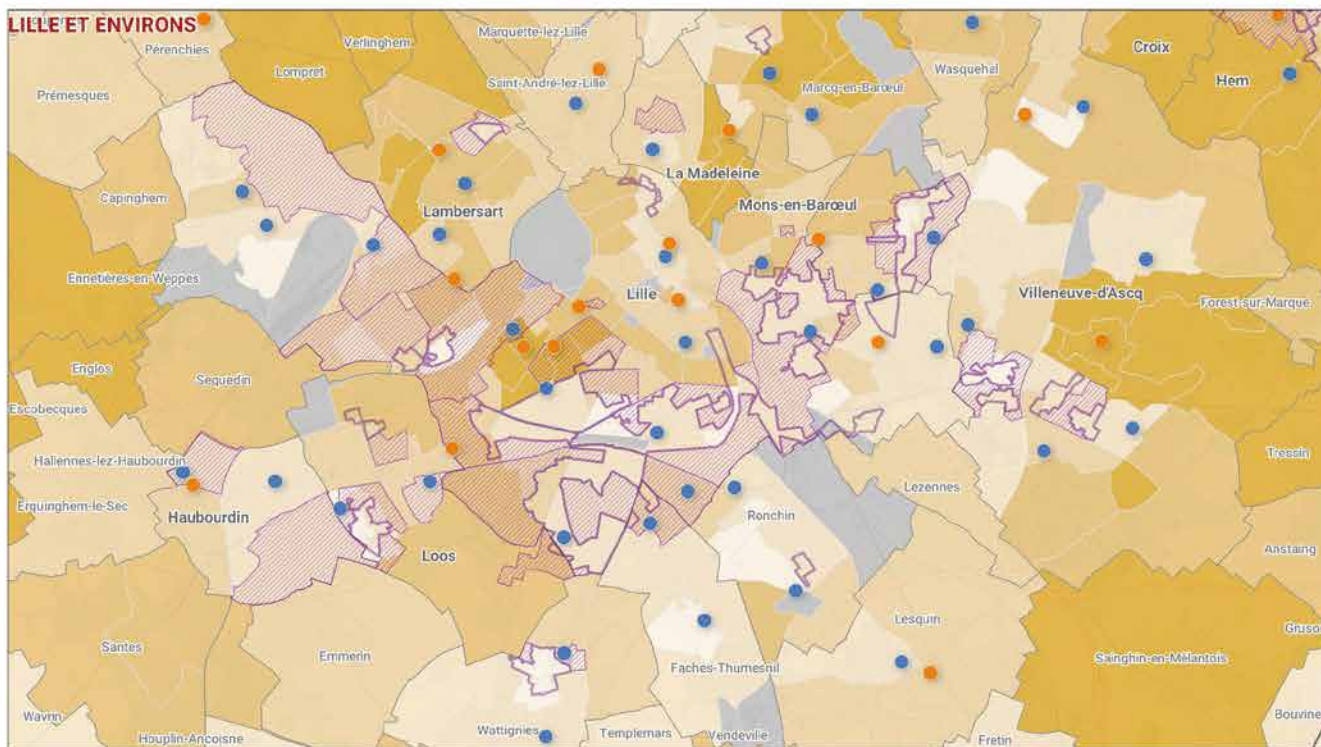 LILLE ET ENVIRONS
Pérenchies
Verlinghem
Marquette-lez-Lille
Croix
Lompret
Saint-André-lez-Lille
Wasquehal
Hem
Prémesques
Marcq-en-Barœul
La Madeleine
Capinghem
Lambersart
Mons-en-Barœul
Ennetières-en-Weppes
Lille
Villeneuve-d'Ascq
Forest-sur-Marque
Englos
Sequedin
Escobecques
Hallennes-lez-Haubourdin
Tressin
Lezennes
Erquinghem-le-Sec
Haubourdin
Ronchin
Loos
Anstaing
Lesquin
Santes
Emmerin
Gruso
Faches-Thumesnil
Sainghin-en-Mélantois
Wavrin
Wattignies
Templemars
Vendeville
Fretin
Bouvine
Houplin-Ancoisne